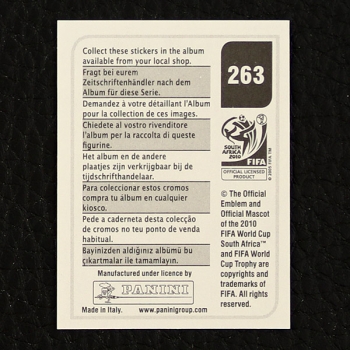 Collect these stickers in the album
available from your local shop.
Fragt bei eurem
Zeitschriftenhändler nach dem
Album für diese Serie.
Demandez à votre détaillant l'Album
pour la collection de ces images.
Chiedete al vostro rivenditore
l'album per la raccolta di queste
figurine.
Het album en de andere
plaatjes zijn verkrijgbaar bij de
tijdschriftenhandelaar.
Para coleccionar estos cromos
compra tu álbum en cualquier
kiosco.
Pede a caderneta desta colecção
de cromos no teu ponto de venda
habitual.
Bayinizden aldığınız albümü bu
çıkartmalar ile tamamlayın.
Manufactured under licence by
PANINI
Made in Italy. www.paninigroup.com
263
SOUTH AFRICA
2010
FIFA
OFFICIAL LICENSED
PRODUCT
© 2005 FIFA TM
© The Official
Emblem and
Official Mascot
of the 2010
FIFA World Cup
South Africa™
and FIFA World
Cup Trophy are
copyrights and
trademarks of
FIFA. All rights
reserved.